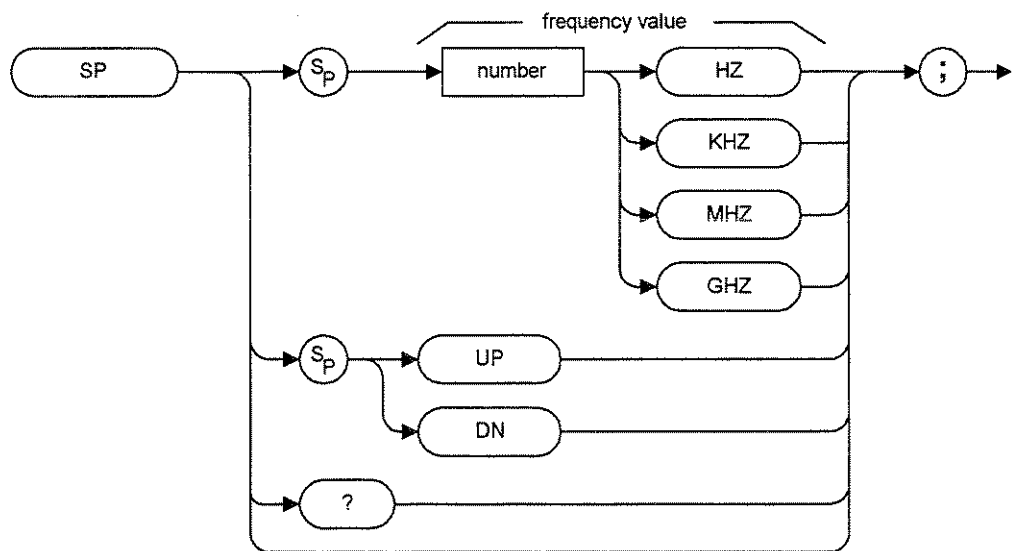 frequency value
SP
SP
number
HZ
;
KHZ
MHZ
GHZ
SP
UP
DN
?